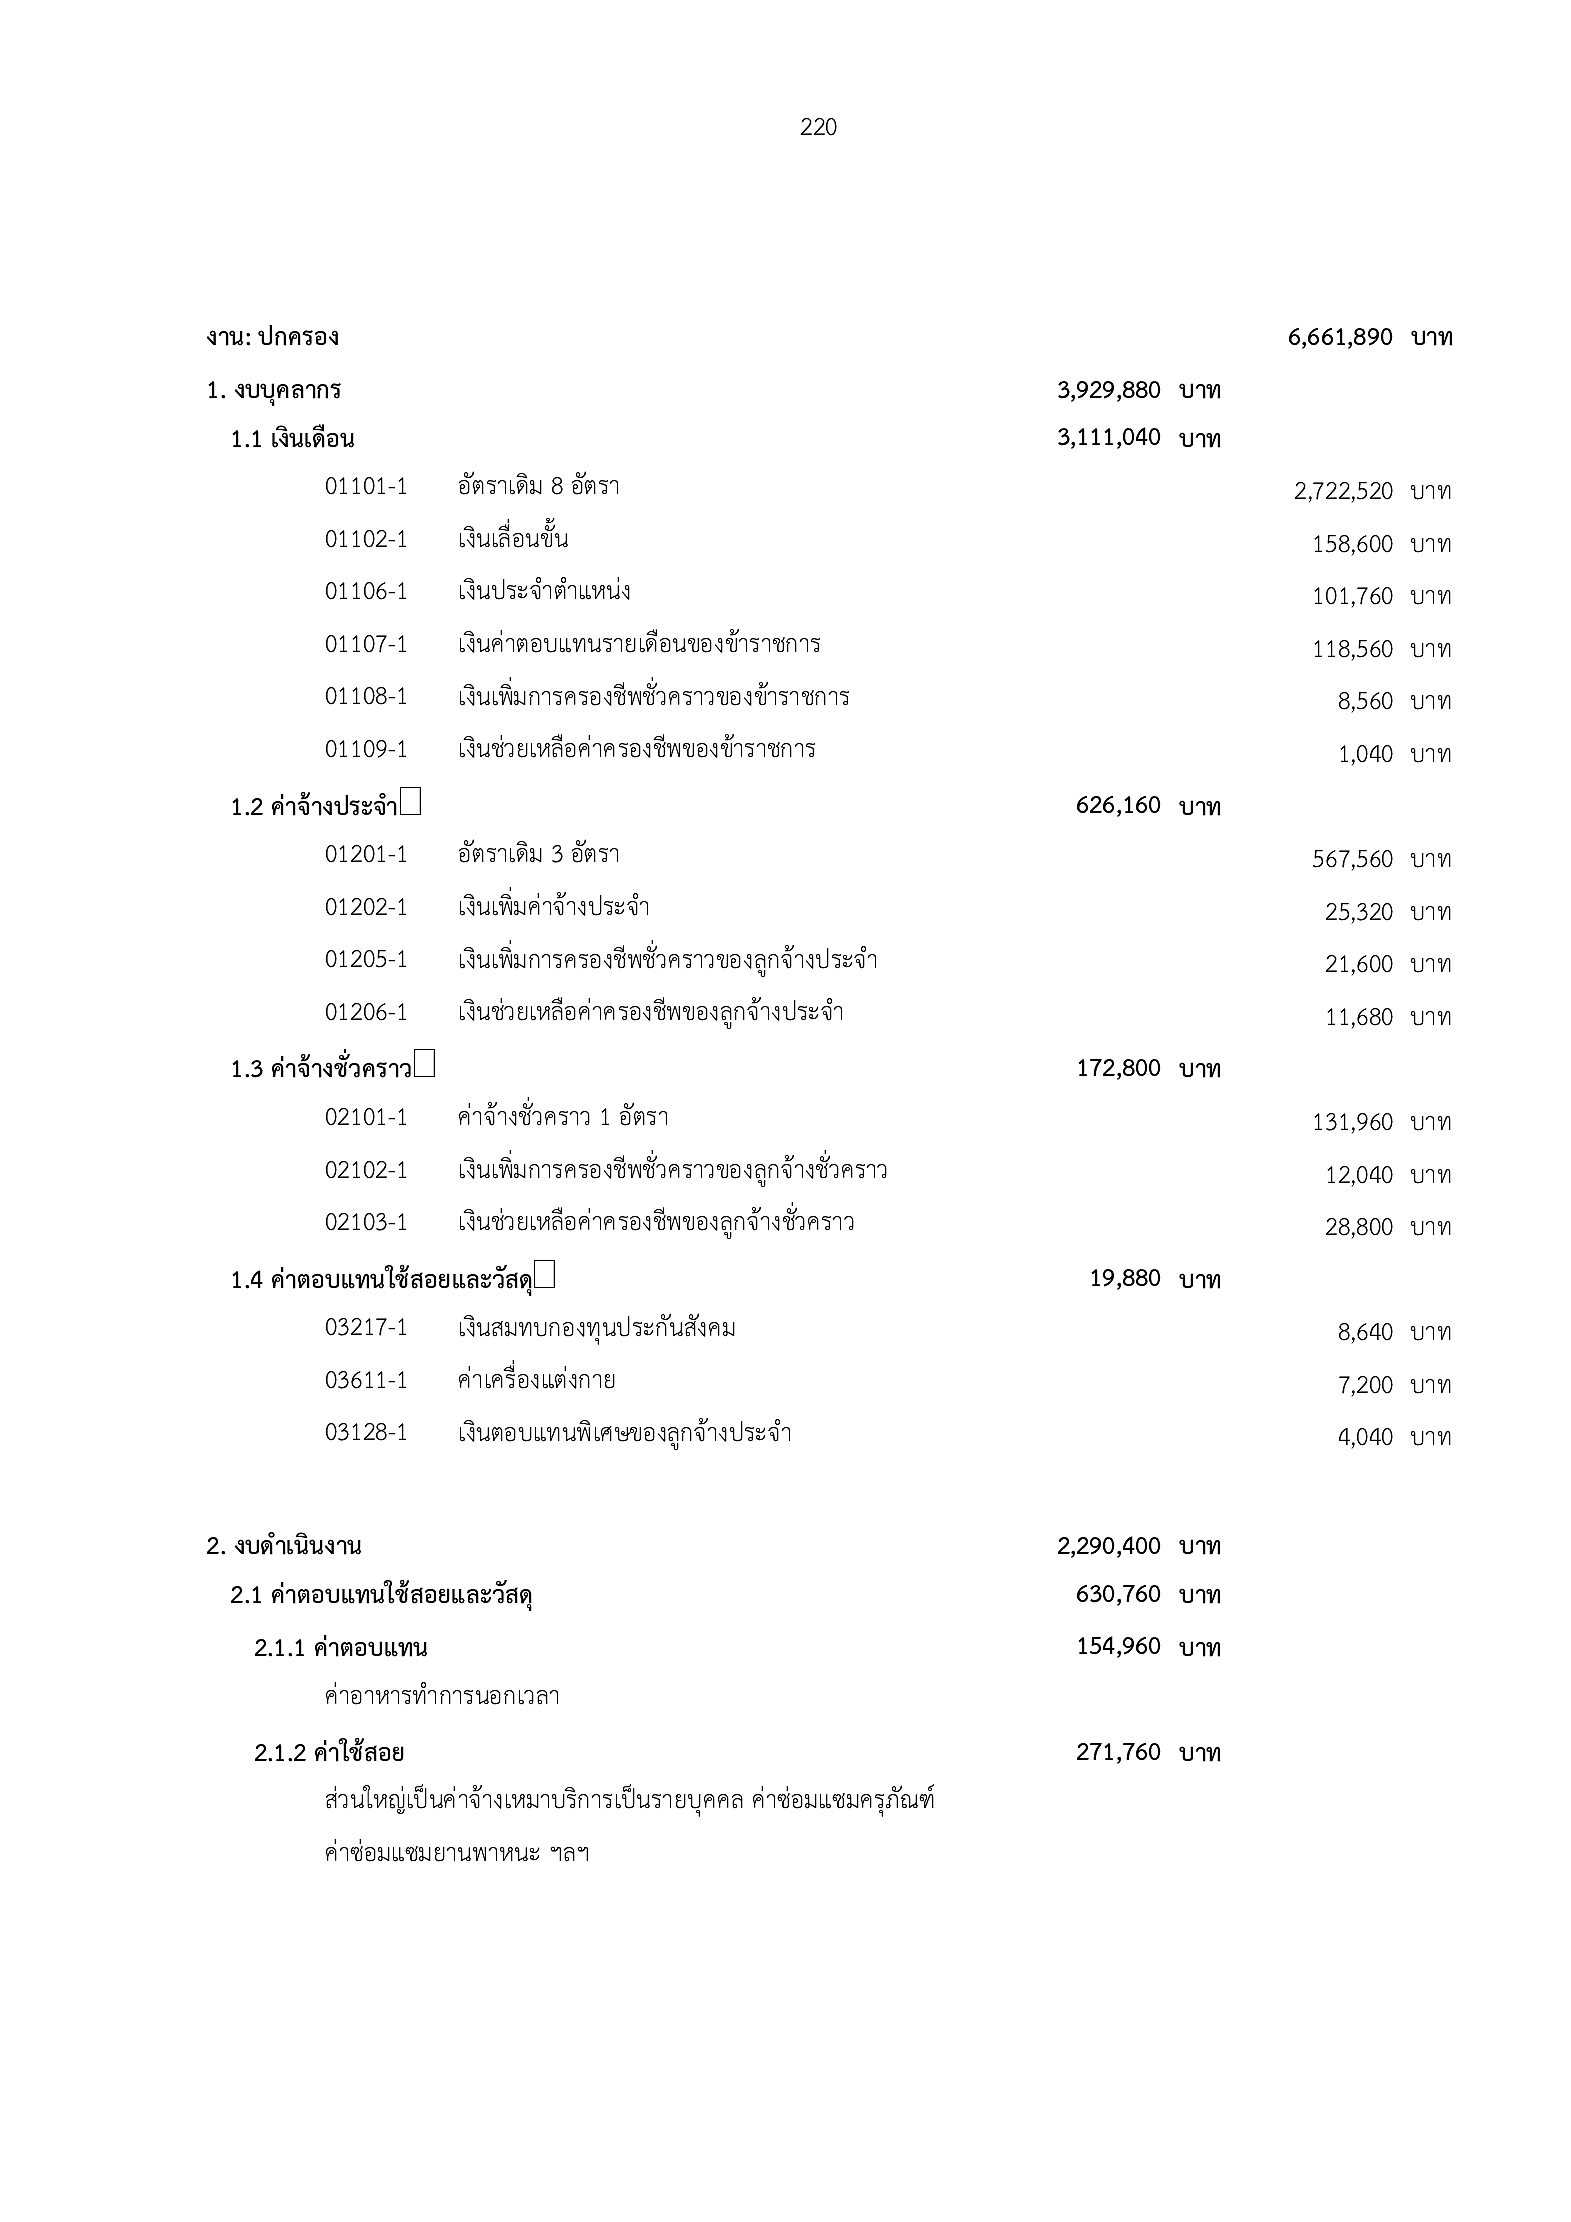 220
งาน: ปกครอง 6,661,890 บาท
1. งบบุคลากร 3,929,880 บาท
1.1 เงินเดือน 3,111,040 บาท
01101-1 อัตราเดิม 8 อัตรา 2,722,520 บาท
01102-1 เงินเลื่อนขั้น 158,600 บาท
01106-1 เงินประจำตำแหน่ง 101,760 บาท
01107-1 เงินค่าตอบแทนรายเดือนของข้าราชการ 118,560 บาท
01108-1 เงินเพิ่มการครองชีพชั่วคราวของข้าราชการ 8,560 บาท
01109-1 เงินช่วยเหลือค่าครองชีพของข้าราชการ 1,040 บาท
1.2 ค่าจ้างประจำ 626,160 บาท
01201-1 อัตราเดิม 3 อัตรา 567,560 บาท
01202-1 เงินเพิ่มค่าจ้างประจำ 25,320 บาท
01205-1 เงินเพิ่มการครองชีพชั่วคราวของลูกจ้างประจำ 21,600 บาท
01206-1 เงินช่วยเหลือค่าครองชีพของลูกจ้างประจำ 11,680 บาท
1.3 ค่าจ้างชั่วคราว 172,800 บาท
02101-1 ค่าจ้างชั่วคราว 1 อัตรา 131,960 บาท
02102-1 เงินเพิ่มการครองชีพชั่วคราวของลูกจ้างชั่วคราว 12,040 บาท
02103-1 เงินช่วยเหลือค่าครองชีพของลูกจ้างชั่วคราว 28,800 บาท
1.4 ค่าตอบแทนใช้สอยและวัสดุ 19,880 บาท
03217-1 เงินสมทบกองทุนประกันสังคม 8,640 บาท
03611-1 ค่าเครื่องแต่งกาย 7,200 บาท
03128-1 เงินตอบแทนพิเศษของลูกจ้างประจำ 4,040 บาท
2. งบดำเนินงาน 2,290,400 บาท
2.1 ค่าตอบแทนใช้สอยและวัสดุ 630,760 บาท
2.1.1 ค่าตอบแทน 154,960 บาท
ค่าอาหารทำการนอกเวลา
2.1.2 ค่าใช้สอย 271,760 บาท
ส่วนใหญ่เป็นค่าจ้างเหมาบริการเป็นรายบุคคล ค่าซ่อมแซมครุภัณฑ์
ค่าซ่อมแซมยานพาหนะ ฯลฯ